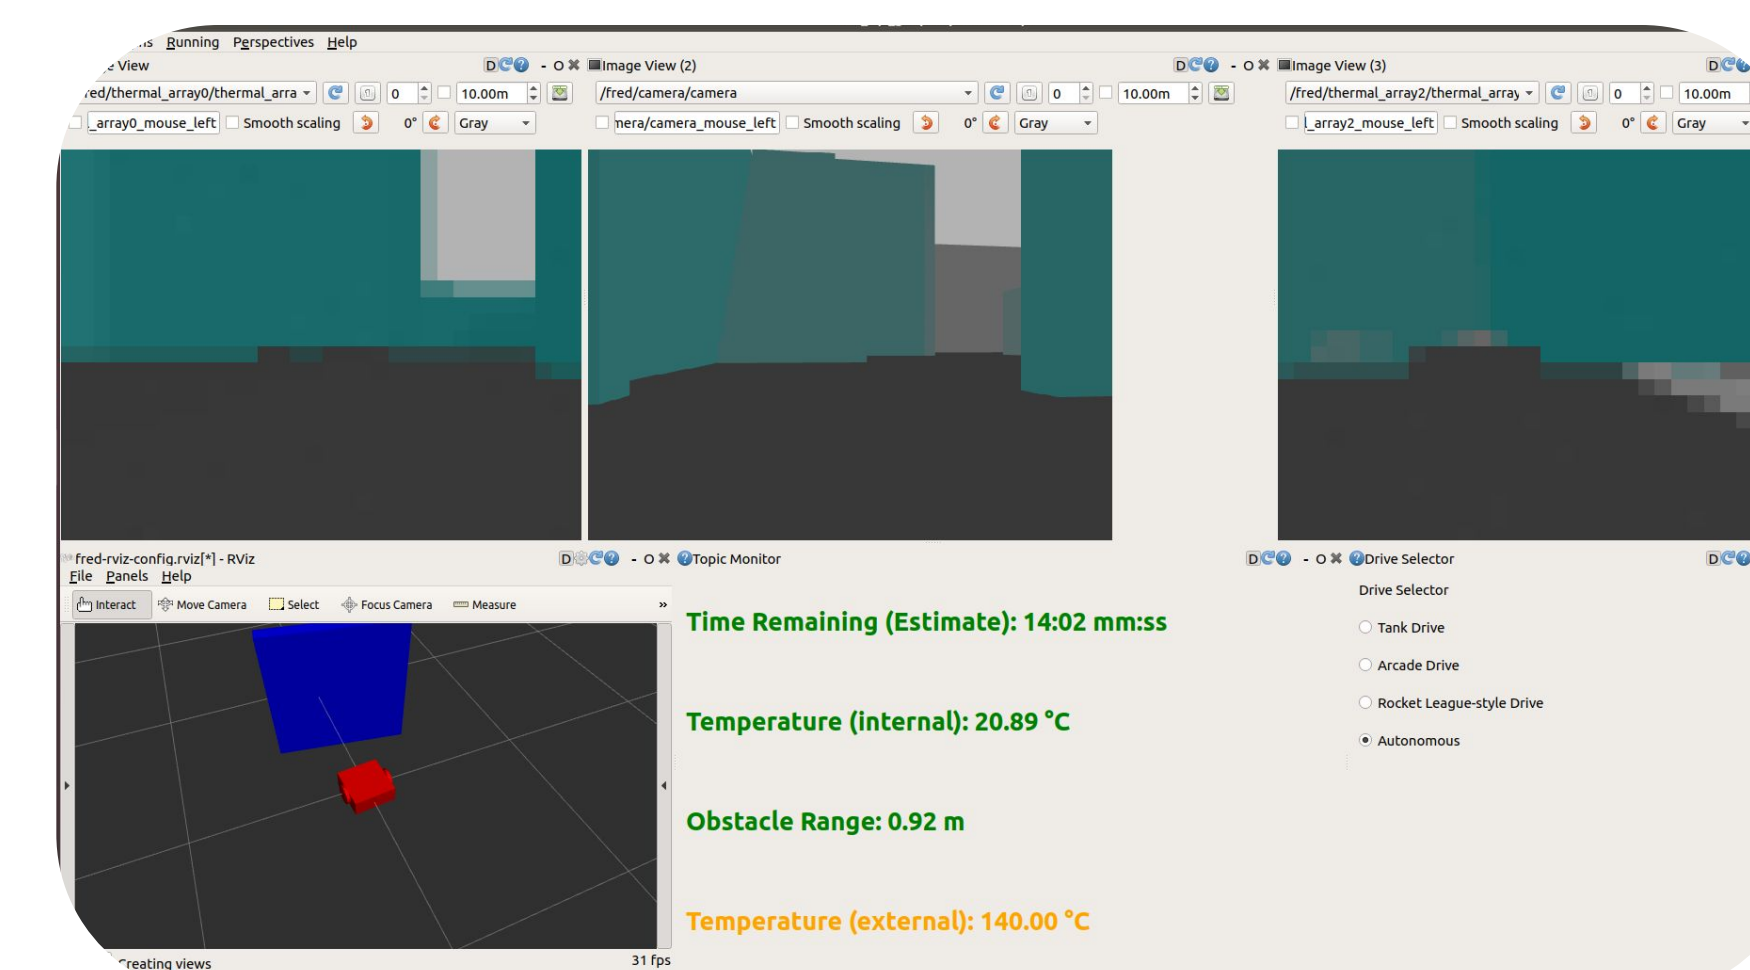 Running Perspectives Help
View
Image View (2)
Image View (3)
red/thermal_array0/thermal_arra 0 10.00m
/fred/camera/camera 0 10.00m
/fred/thermal_array2/thermal_array 0 10.00m
_array0_mouse_left Smooth scaling 0° Gray
nera/camera_mouse_left Smooth scaling 0° Gray
l_array2_mouse_left Smooth scaling 0° Gray
fred-rviz-config.rviz[*] - RViz
File Panels Help
Interact Move Camera Select Focus Camera Measure »
Creating views
31 fps
Topic Monitor
Time Remaining (Estimate): 14:02 mm:ss
Temperature (internal): 20.89 °C
Obstacle Range: 0.92 m
Temperature (external): 140.00 °C
Drive Selector
Drive Selector
Tank Drive
Arcade Drive
Rocket League-style Drive
Autonomous